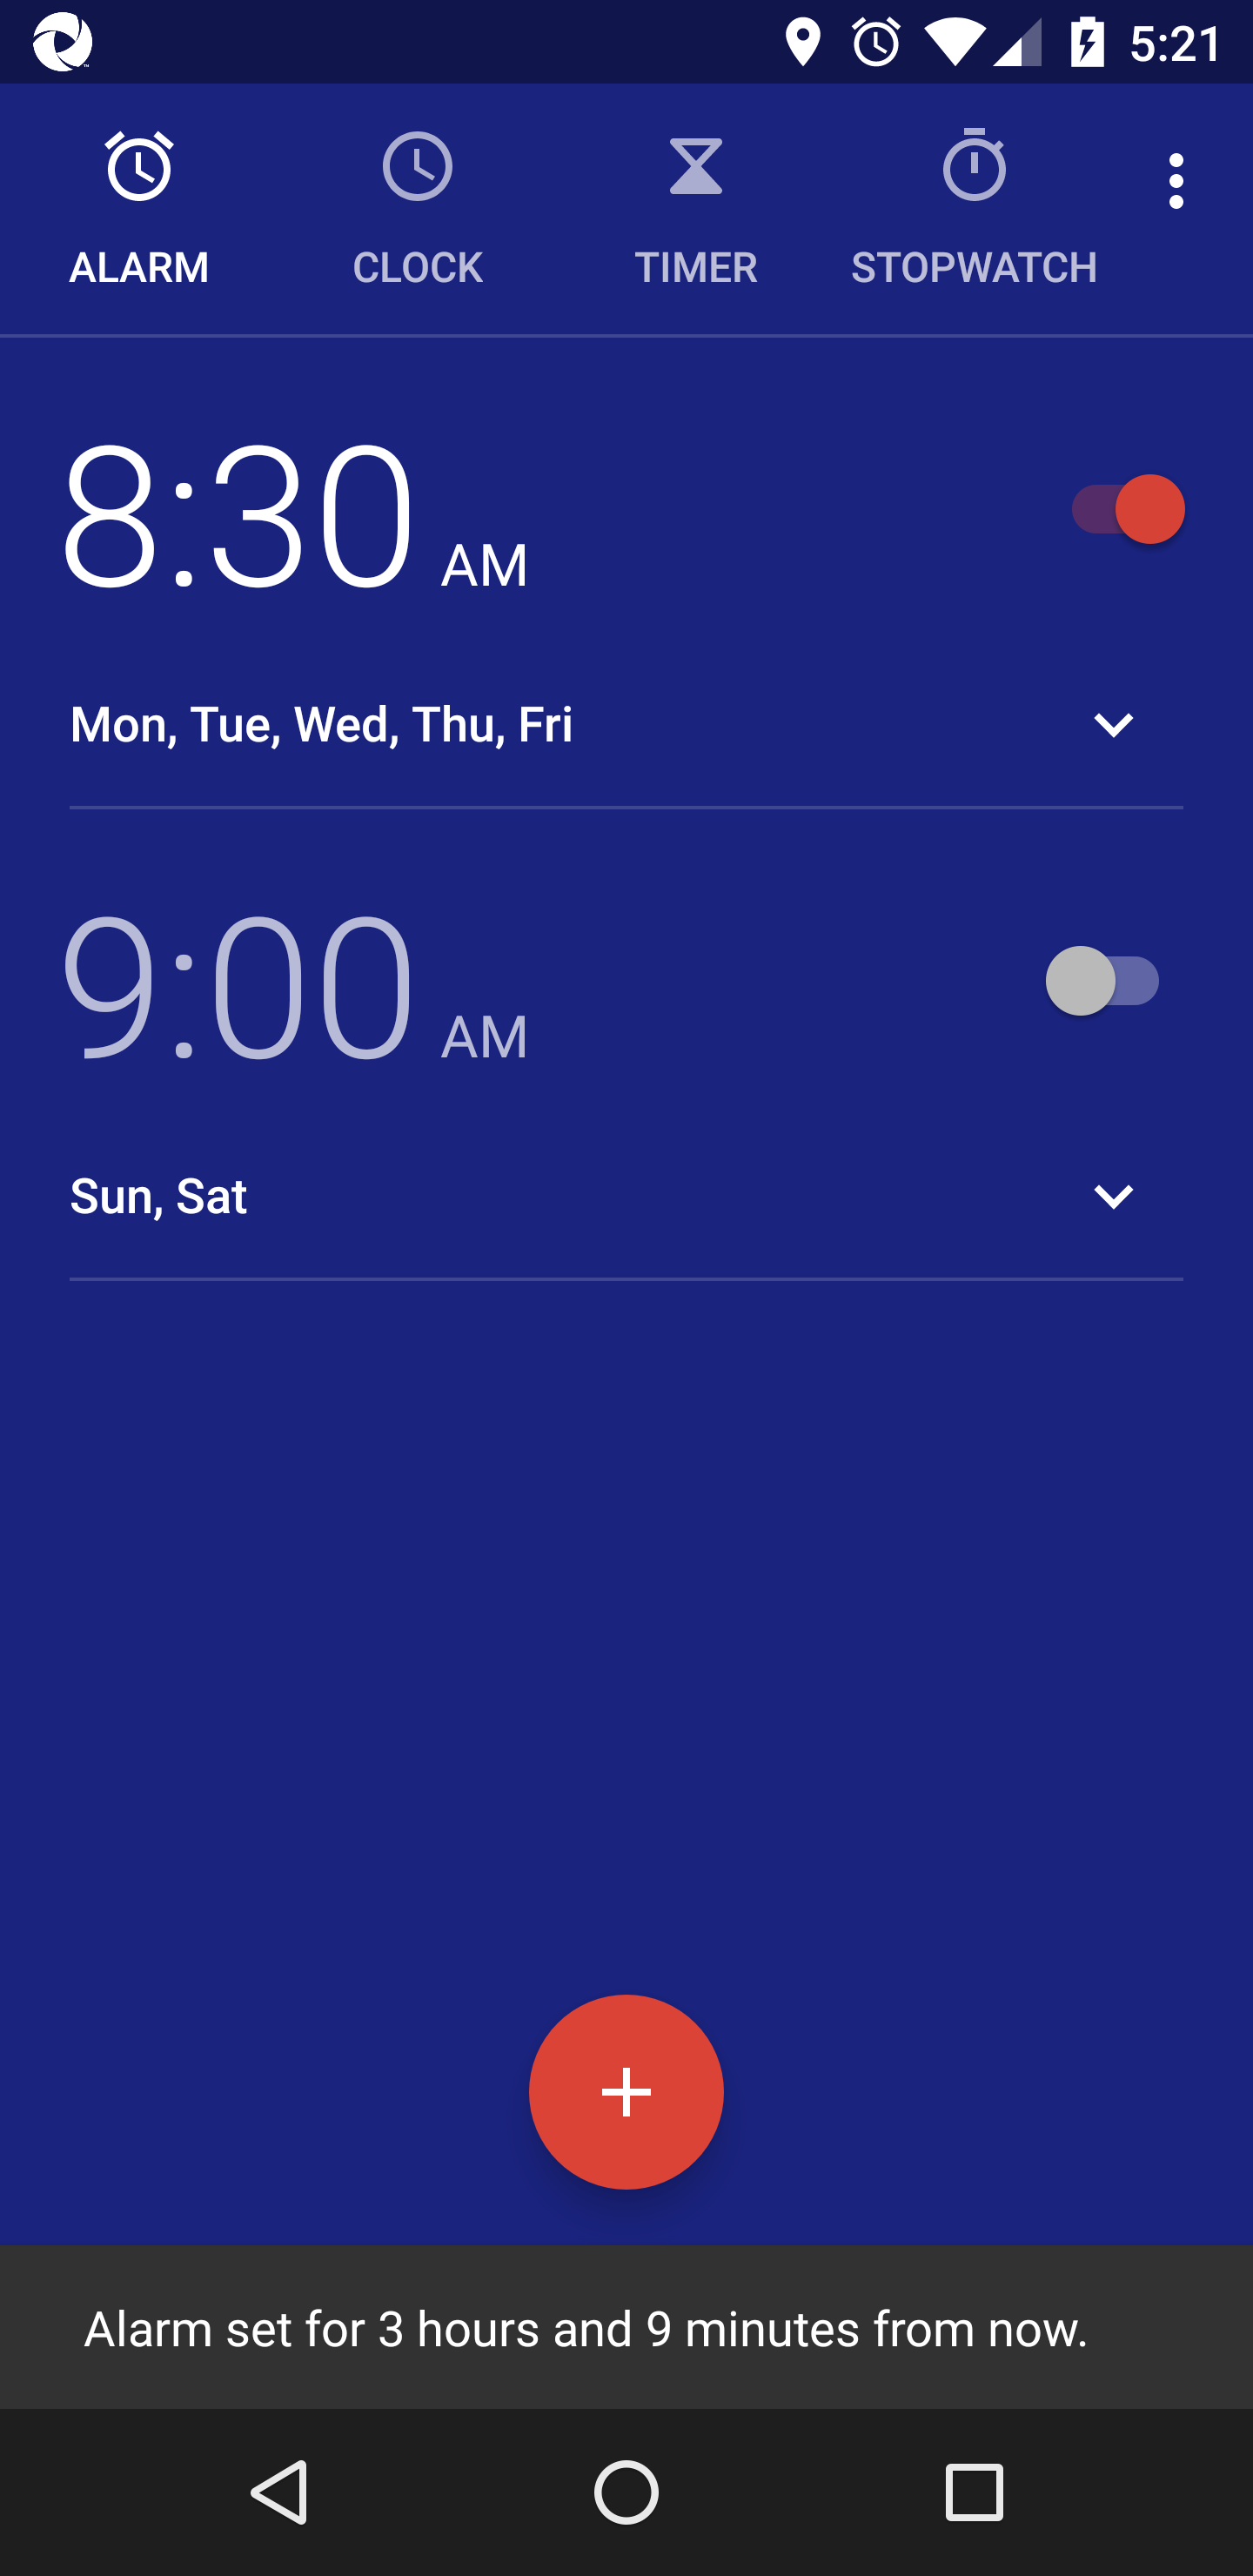 5:21
ALARM CLOCK TIMER STOPWATCH
8:30 AM
Mon, Tue, Wed, Thu, Fri
9:00 AM
Sun, Sat
Alarm set for 3 hours and 9 minutes from now.